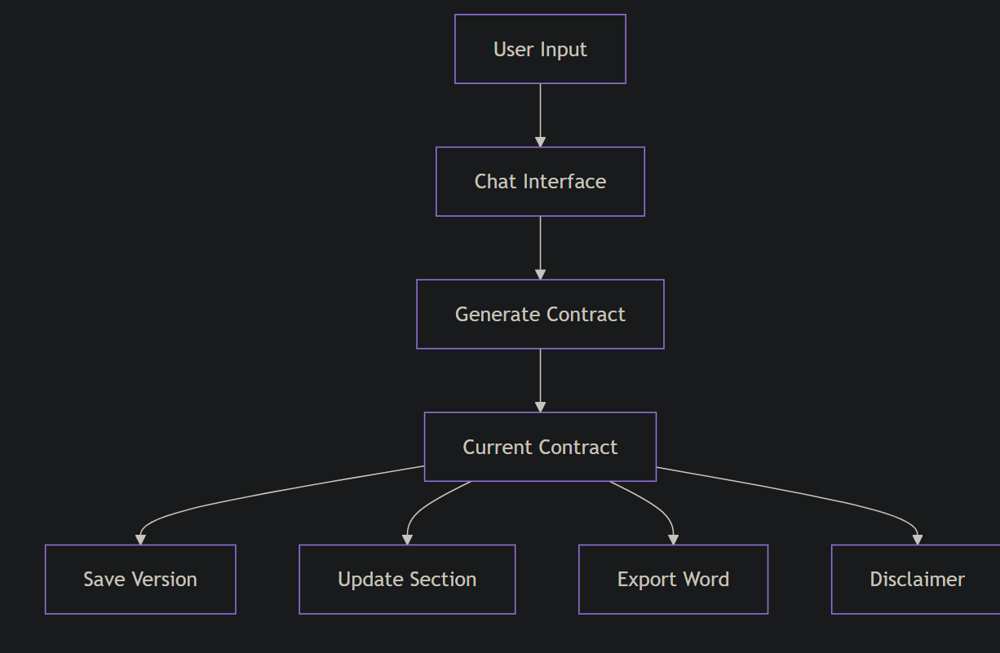 User Input
Chat Interface
Generate Contract
Current Contract
Save Version
Update Section
Export Word
Disclaimer